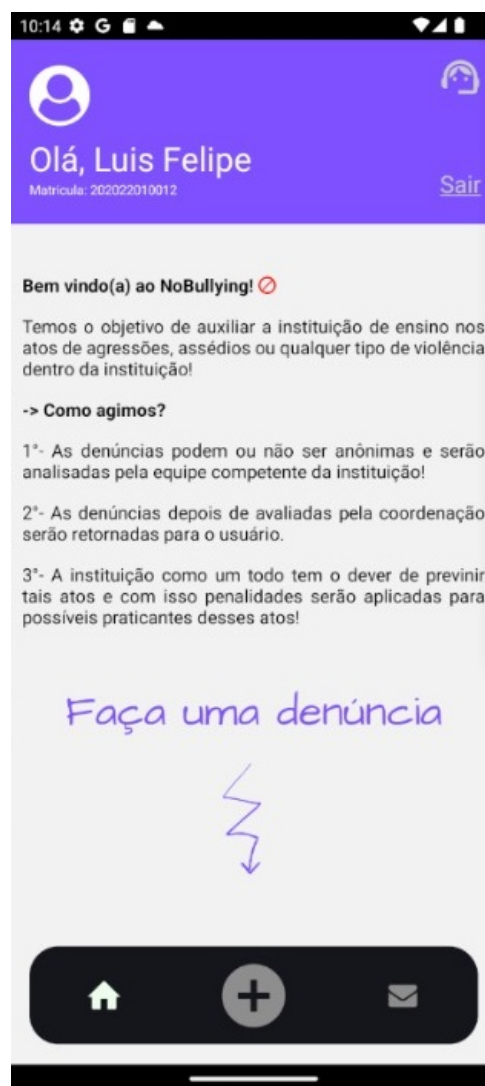 10:14
Olá, Luis Felipe
Matricula: 202022010012
Sair
Bem vindo(a) ao NoBullying!
Temos o objetivo de auxiliar a instituição de ensino nos
atos de agressões, assédios ou qualquer tipo de violência
dentro da instituição!
-> Como agimos?
1°- As denúncias podem ou não ser anônimas e serão
analisadas pela equipe competente da instituição!
2°- As denúncias depois de avaliadas pela coordenação
serão retornadas para o usuário.
3°- A instituição como um todo tem o dever de previnir
tais atos e com isso penalidades serão aplicadas para
possíveis praticantes desses atos!
Faça uma denúncia